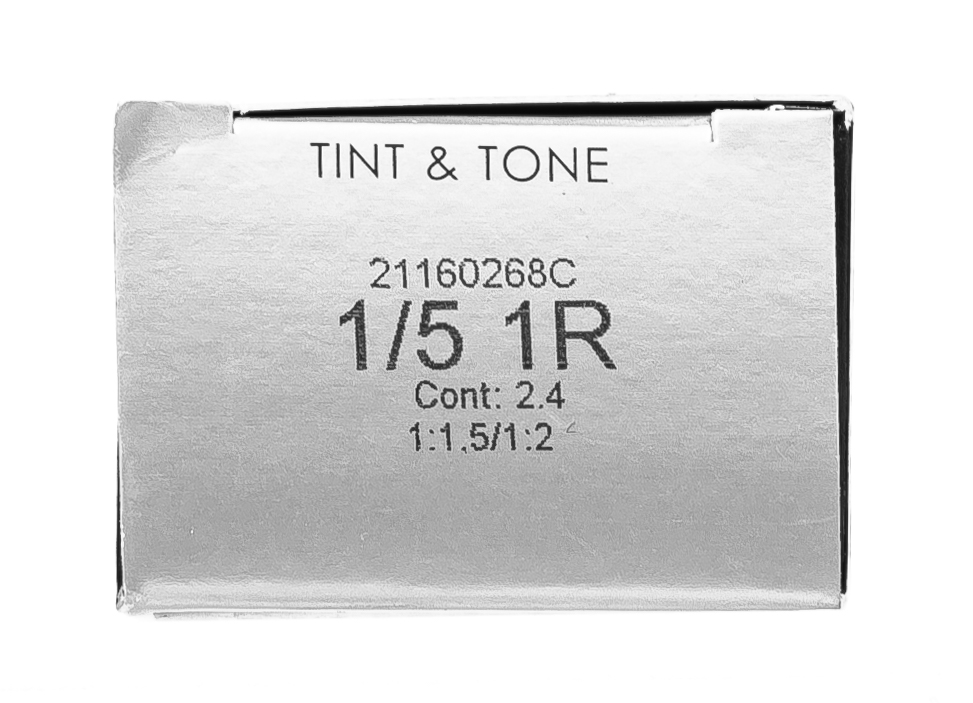 TINT & TONE
21160268C
1/5 1R
Cont: 2.4
1:1,5/1:2